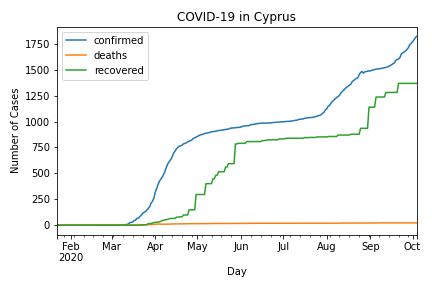 COVID-19 in Cyprus
confirmed
deaths
recovered
Number of Cases
1750
1500
1250
1000
750
500
250
0
Feb Mar Apr May Jun Jul Aug Sep Oct
2020
Day